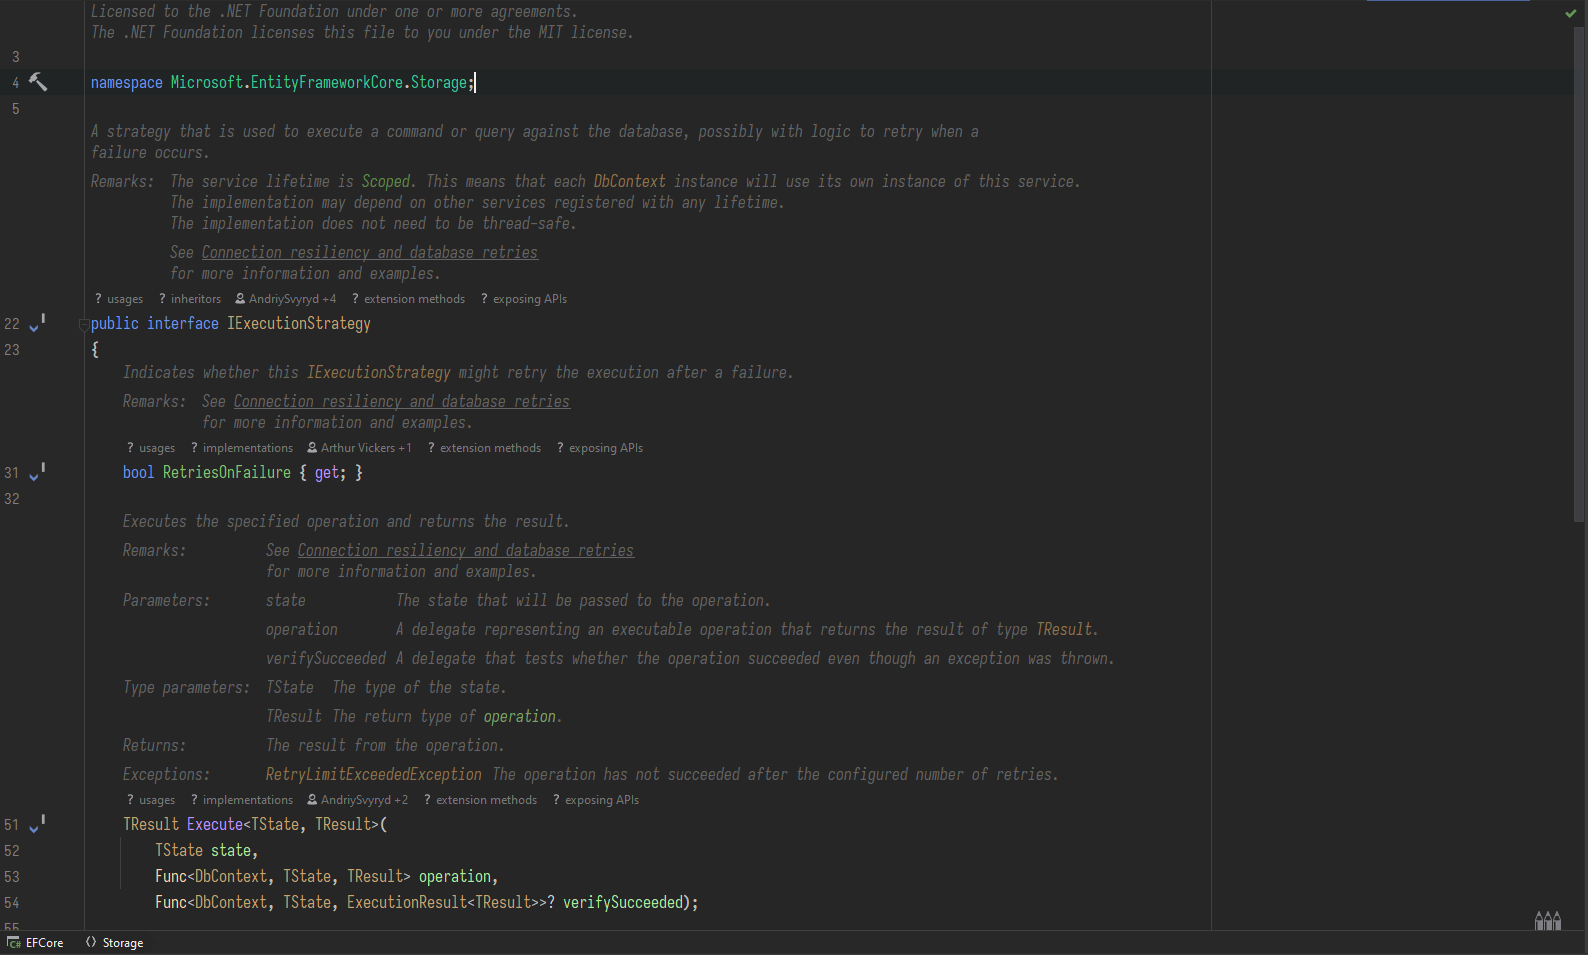 Licensed to the .NET Foundation under one or more agreements.
The .NET Foundation licenses this file to you under the MIT license.
3
4 namespace Microsoft.EntityFrameworkCore.Storage;
5
A strategy that is used to execute a command or query against the database, possibly with logic to retry when a
failure occurs.
Remarks: The service lifetime is Scoped. This means that each DbContext instance will use its own instance of this service.
The implementation may depend on other services registered with any lifetime.
The implementation does not need to be thread-safe.
See Connection resiliency and database retries
for more information and examples.
? usages ? inheritors AndriySvyryd +4 ? extension methods ? exposing APIs
22 public interface IExecutionStrategy
23 {
Indicates whether this IExecutionStrategy might retry the execution after a failure.
Remarks: See Connection resiliency and database retries
for more information and examples.
? usages ? implementations Arthur Vickers +1 ? extension methods ? exposing APIs
31 bool RetriesOnFailure { get; }
32
Executes the specified operation and returns the result.
Remarks: See Connection resiliency and database retries
for more information and examples.
Parameters: state The state that will be passed to the operation.
operation A delegate representing an executable operation that returns the result of type TResult.
verifySucceeded A delegate that tests whether the operation succeeded even though an exception was thrown.
Type parameters: TState The type of the state.
TResult The return type of operation.
Returns: The result from the operation.
Exceptions: RetryLimitExceededException The operation has not succeeded after the configured number of retries.
? usages ? implementations AndriySvyryd +2 ? extension methods ? exposing APIs
51 TResult Execute<TState, TResult>(
52 TState state,
53 Func<DbContext, TState, TResult> operation,
54 Func<DbContext, TState, ExecutionResult<TResult>>? verifySucceeded);
55
C# EFCore Storage